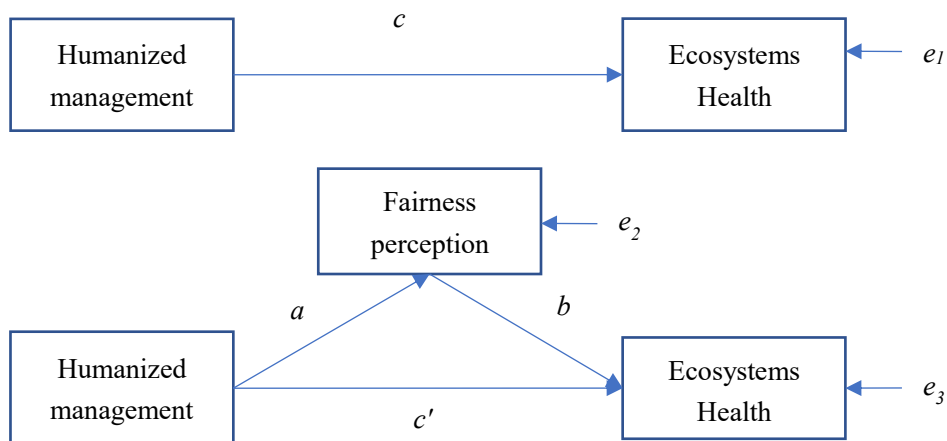 c
Humanized
management
Ecosystems
Health
e1
Fairness
perception
e2
a
b
Humanized
management
c'
Ecosystems
Health
e3